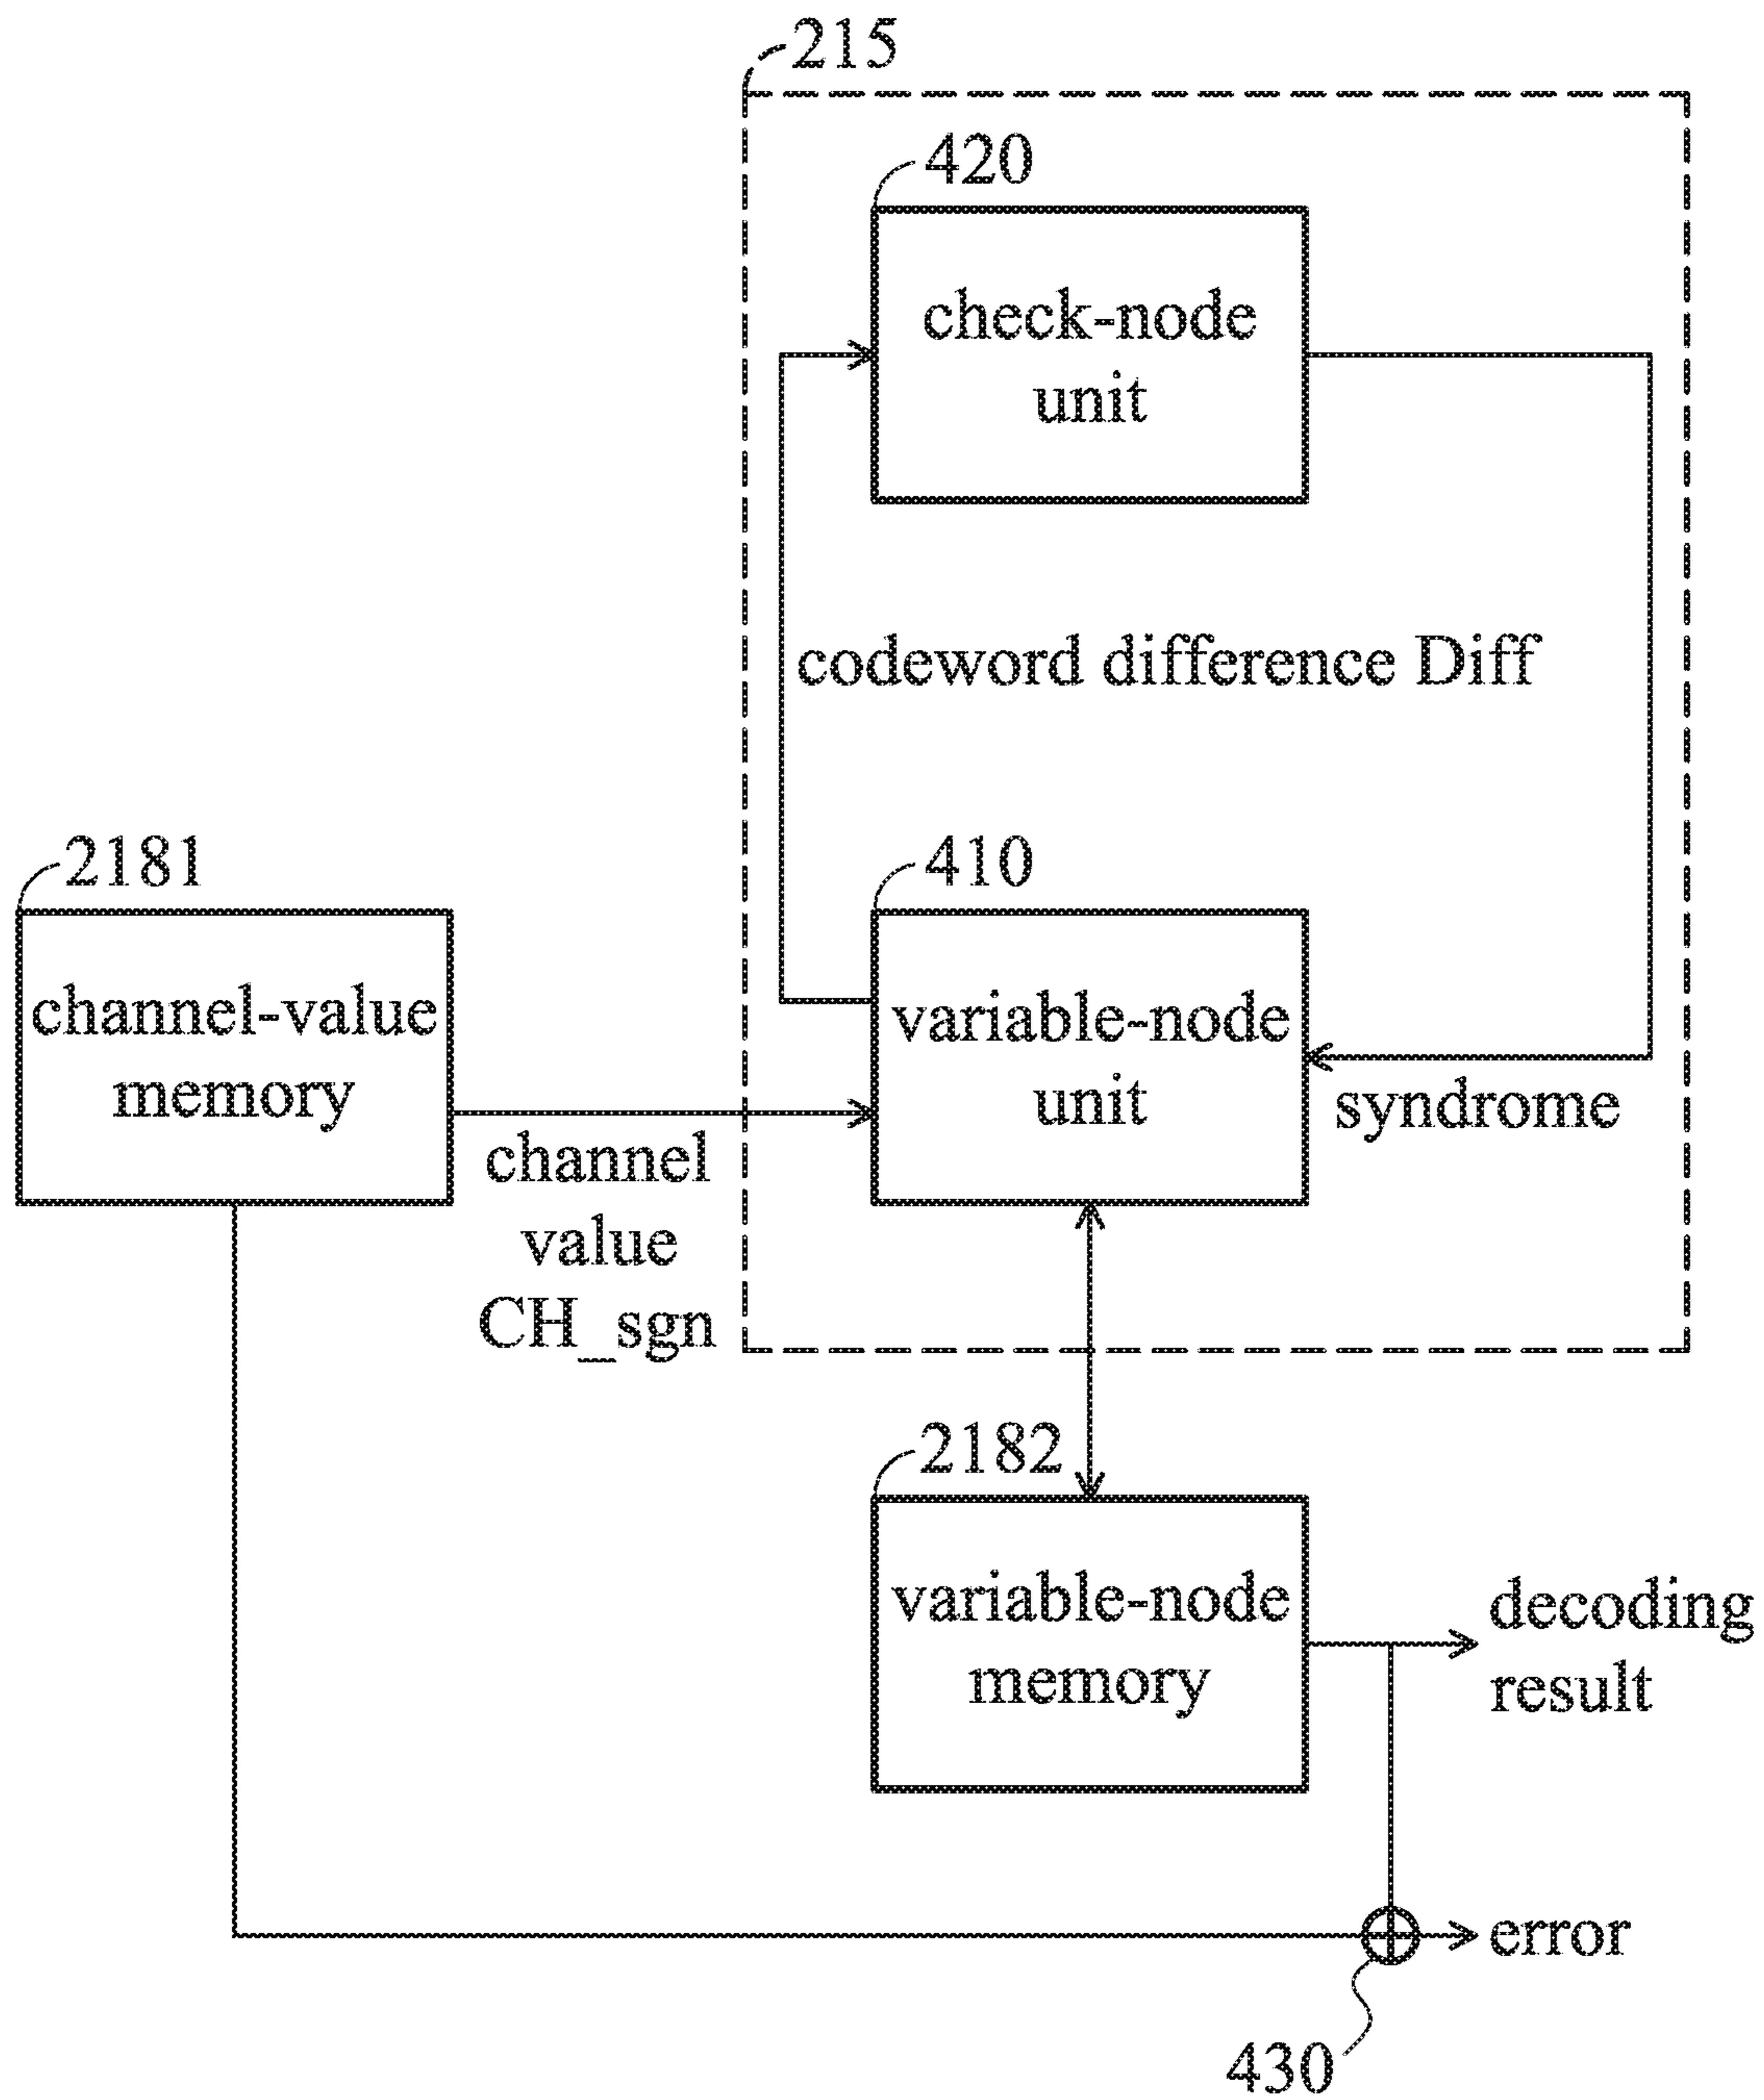 215
420
check-node
unit
codeword difference Diff
2181
channel-value
memory
410
variable-node
unit
syndrome
channel
value
CH_sgn
2182
variable-node
memory
decoding
result
error
430